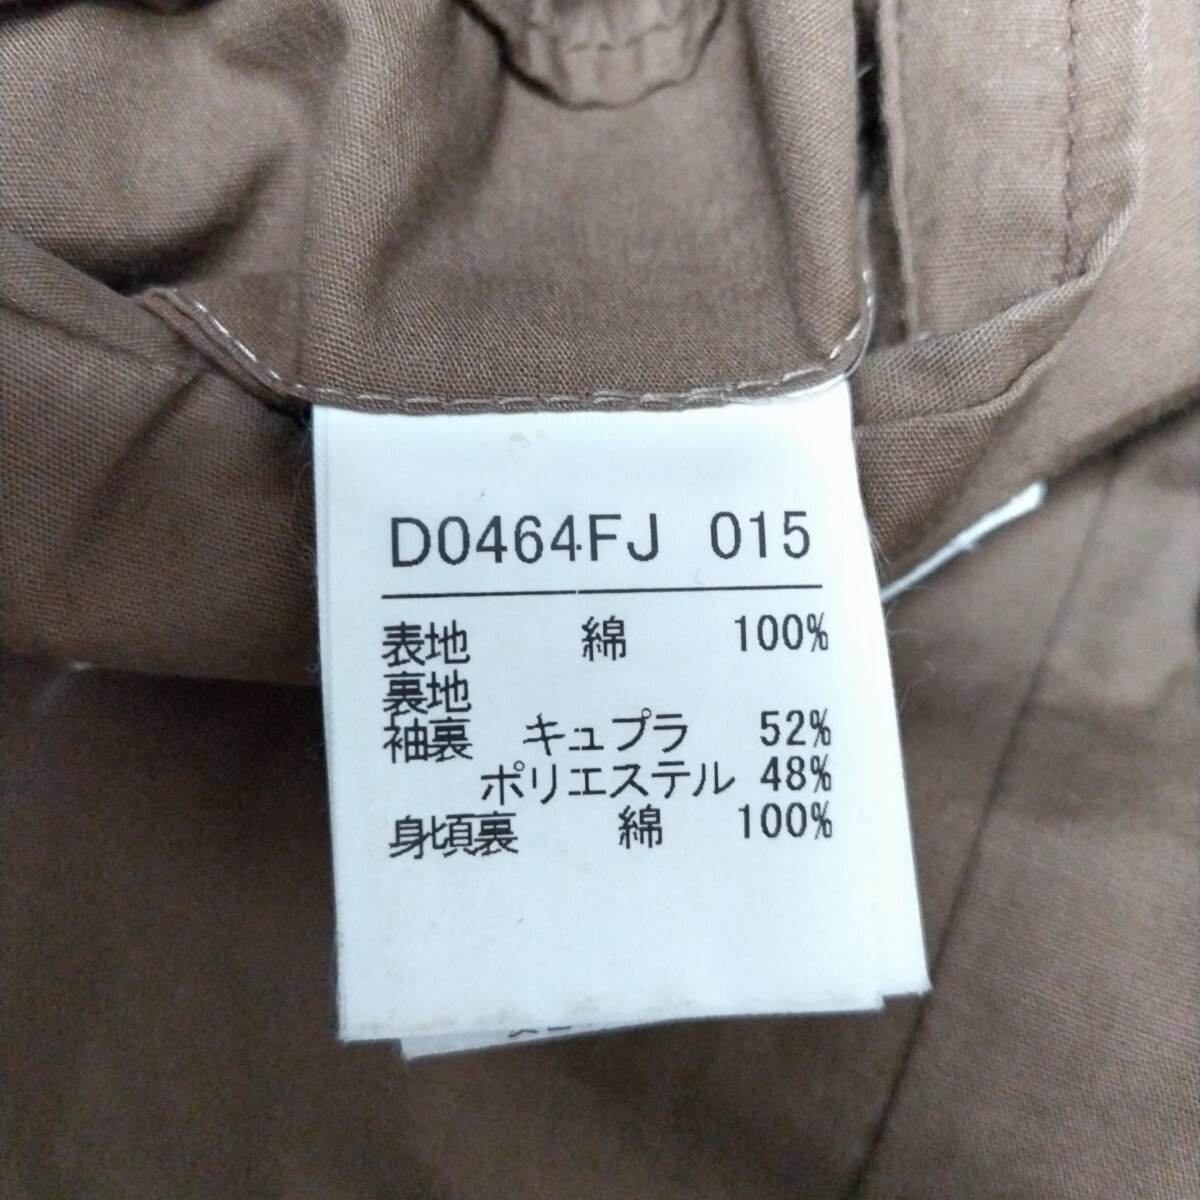 D0464FJ 015
表地 綿 100%
裏地
袖裏 キュプラ 52%
ポリエステル 48%
身頃裏 綿 100%